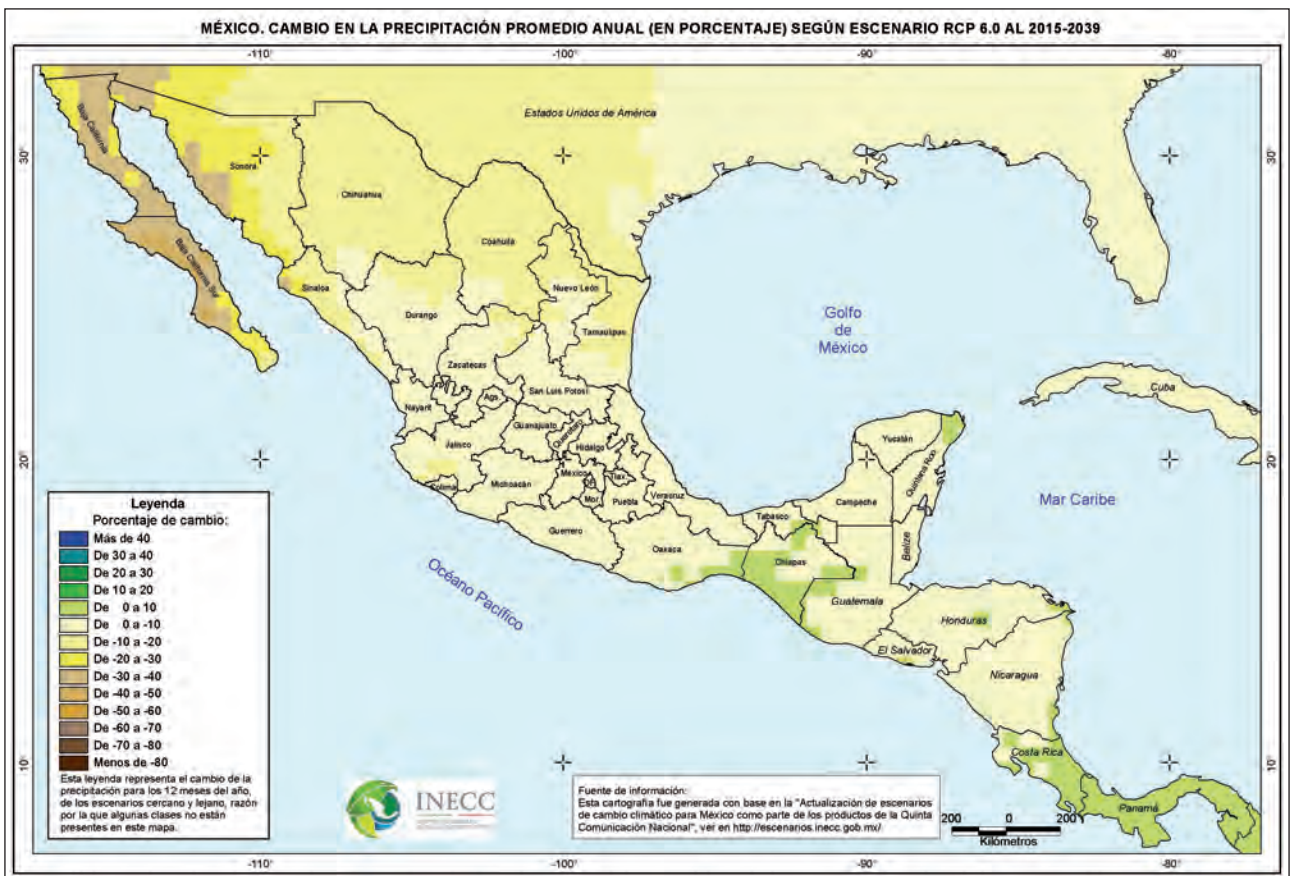 MÉXICO. CAMBIO EN LA PRECIPITACIÓN PROMEDIO ANUAL (EN PORCENTAJE) SEGÚN ESCENARIO RCP 6.0 AL 2015-2039
-110°
-100°
-90°
-80°
30°
30°
20°
20°
10°
10°
Estados Unidos de América
Baja California
Sonora
Chihuahua
Coahuila
Baja California Sur
Sinaloa
Nuevo León
Durango
Tamaulipas
Zacatecas
San Luis Potosí
Nayarit
Ags.
Guanajuato
Querétaro
Hidalgo
Jalisco
Colima
Michoacán
México
DF
Tlax.
Mor.
Puebla
Veracruz
Guerrero
Oaxaca
Tabasco
Chiapas
Campeche
Yucatán
Quintana Roo
Belize
Guatemala
Honduras
El Salvador
Nicaragua
Costa Rica
Panamá
Cuba
Golfo
de
México
Mar Caribe
Océano Pacífico
Leyenda
Porcentaje de cambio:
Más de 40
De 30 a 40
De 20 a 30
De 10 a 20
De 0 a 10
De 0 a -10
De -10 a -20
De -20 a -30
De -30 a -40
De -40 a -50
De -50 a -60
De -60 a -70
De -70 a -80
Menos de -80
Esta leyenda representa el cambio de la
precipitación para los 12 meses del año,
de los escenarios cercano y lejano, razón
por la que algunas clases no están
presentes en este mapa.
INECC
Fuente de información:
Esta cartografía fue generada con base en la "Actualización de escenarios
de cambio climático para México como parte de los productos de la Quinta
Comunicación Nacional", ver en http://escenarios.inecc.gob.mx/
200 0 200
Kilómetros
-110°
-100°
-90°
-80°